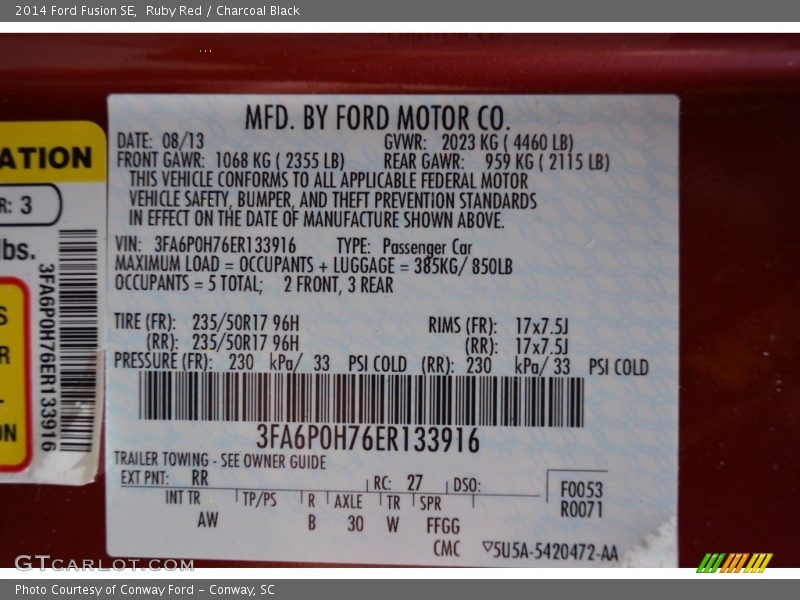 2014 Ford Fusion SE, Ruby Red / Charcoal Black
MFD. BY FORD MOTOR CO.
DATE: 08/13 GVWR: 2023 KG ( 4460 LB)
FRONT GAWR: 1068 KG ( 2355 LB) REAR GAWR: 959 KG ( 2115 LB)
THIS VEHICLE CONFORMS TO ALL APPLICABLE FEDERAL MOTOR
VEHICLE SAFETY, BUMPER, AND THEFT PREVENTION STANDARDS
IN EFFECT ON THE DATE OF MANUFACTURE SHOWN ABOVE.
VIN: 3FA6P0H76ER133916 TYPE: Passenger Car
MAXIMUM LOAD = OCCUPANTS + LUGGAGE = 385KG/ 850LB
OCCUPANTS = 5 TOTAL; 2 FRONT, 3 REAR
TIRE (FR): 235/50R17 96H RIMS (FR): 17x7.5J
(RR): 235/50R17 96H (RR): 17x7.5J
PRESSURE (FR): 230 kPa/ 33 PSI COLD (RR): 230 kPa/ 33 PSI COLD
3FA6P0H76ER133916
TRAILER TOWING - SEE OWNER GUIDE
EXT PNT: RR RC: 27 DSO: F0053
INT TR TP/PS R AXLE TR SPR R0071
AW B 30 W FFGG
CMC ▽5U5A-5420472-AA
ATION
R: 3
lbs.
3FA6P0H76ER133916
S
R
-
ON
GTcarLot.com
Photo Courtesy of Conway Ford - Conway, SC